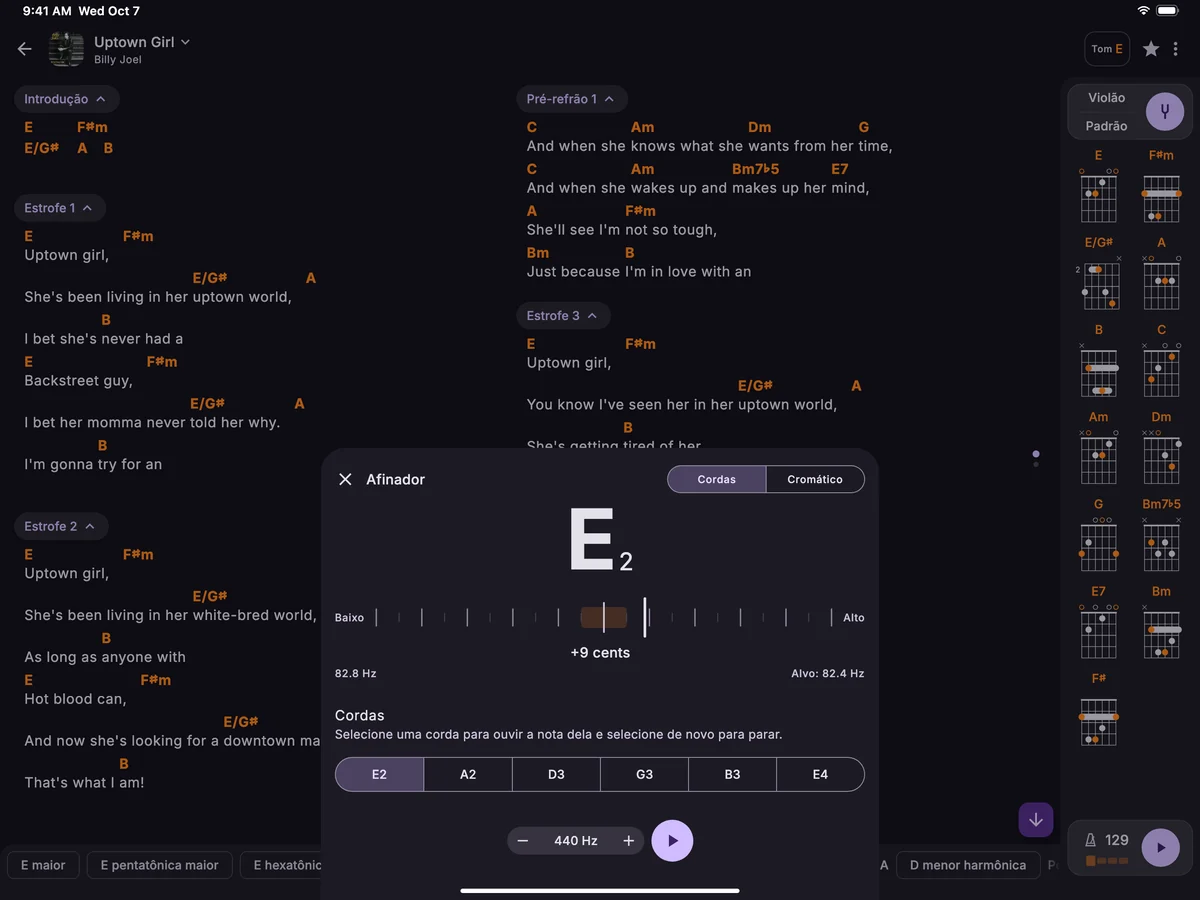 9:41 AM Wed Oct 7
Uptown Girl
Billy Joel
Tom E
Introdução
E F#m
E/G# A B
Estrofe 1
E F#m
Uptown girl,
E/G# A
She's been living in her uptown world,
B
I bet she's never had a
E F#m
Backstreet guy,
E/G# A
I bet her momma never told her why.
B
I'm gonna try for an
Estrofe 2
E F#m
Uptown girl,
E/G#
She's been living in her white-bred world,
B
As long as anyone with
E F#m
Hot blood can,
E/G#
And now she's looking for a downtown ma
B
That's what I am!
Pré-refrão 1
C Am Dm G
And when she knows what she wants from her time,
C Am Bm7♭5 E7
And when she wakes up and makes up her mind,
A F#m
She'll see I'm not so tough,
Bm B
Just because I'm in love with an
Estrofe 3
E F#m
Uptown girl,
E/G# A
You know I've seen her in her uptown world,
B
She's getting tired of her
Violão
Padrão
E F#m
E/G# A
2
B C
Am Dm
G Bm7♭5
E7 Bm
F#
Afinador
Cordas Cromático
E2
Baixo Alto
+9 cents
82.8 Hz Alvo: 82.4 Hz
Cordas
Selecione uma corda para ouvir a nota dela e selecione de novo para parar.
E2 A2 D3 G3 B3 E4
− 440 Hz +
129
E maior E pentatônica maior E hexatônic A D menor harmônica